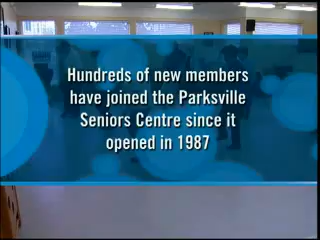 Hundreds of new members
have joined the Parksville
Seniors Centre since it
opened in 1987